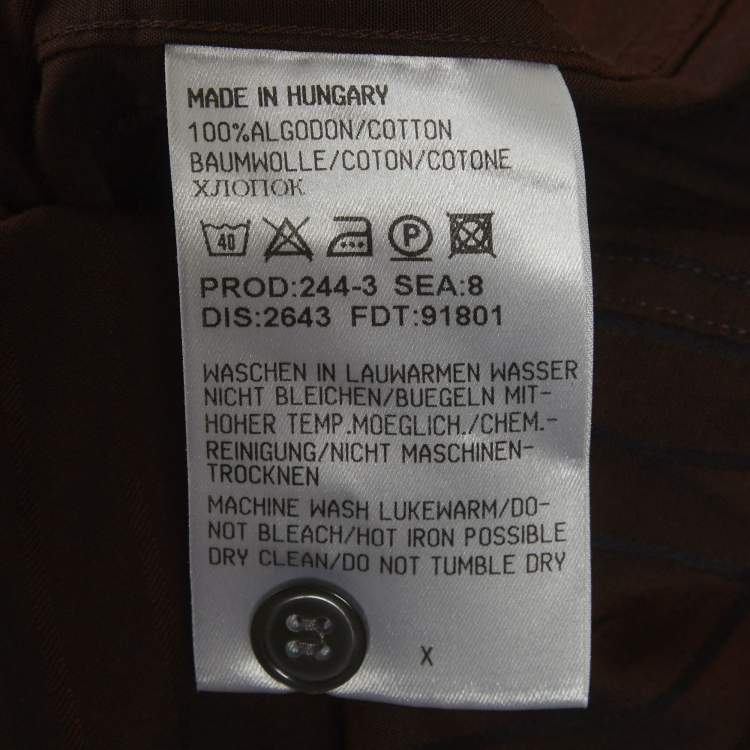 MADE IN HUNGARY
100%ALGODON/COTTON
BAUMWOLLE/COTON/COTONE
ХЛОПОК
40 P
PROD:244-3 SEA:8
DIS:2643 FDT:91801
WASCHEN IN LAUWARMEN WASSER
NICHT BLEICHEN/BUEGELN MIT-
HOHER TEMP.MOEGLICH./CHEM.-
REINIGUNG/NICHT MASCHINEN-
TROCKNEN
MACHINE WASH LUKEWARM/DO-
NOT BLEACH/HOT IRON POSSIBLE
DRY CLEAN/DO NOT TUMBLE DRY
X